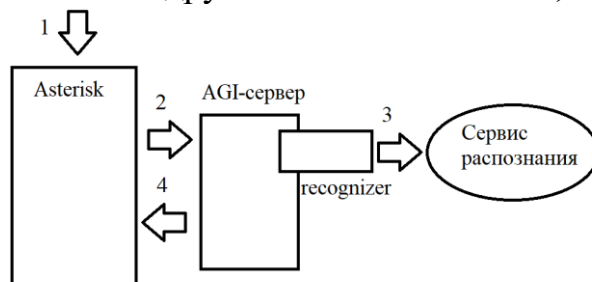 1
Asterisk
2
AGI-сервер
3
Сервис
распознания
recognizer
4